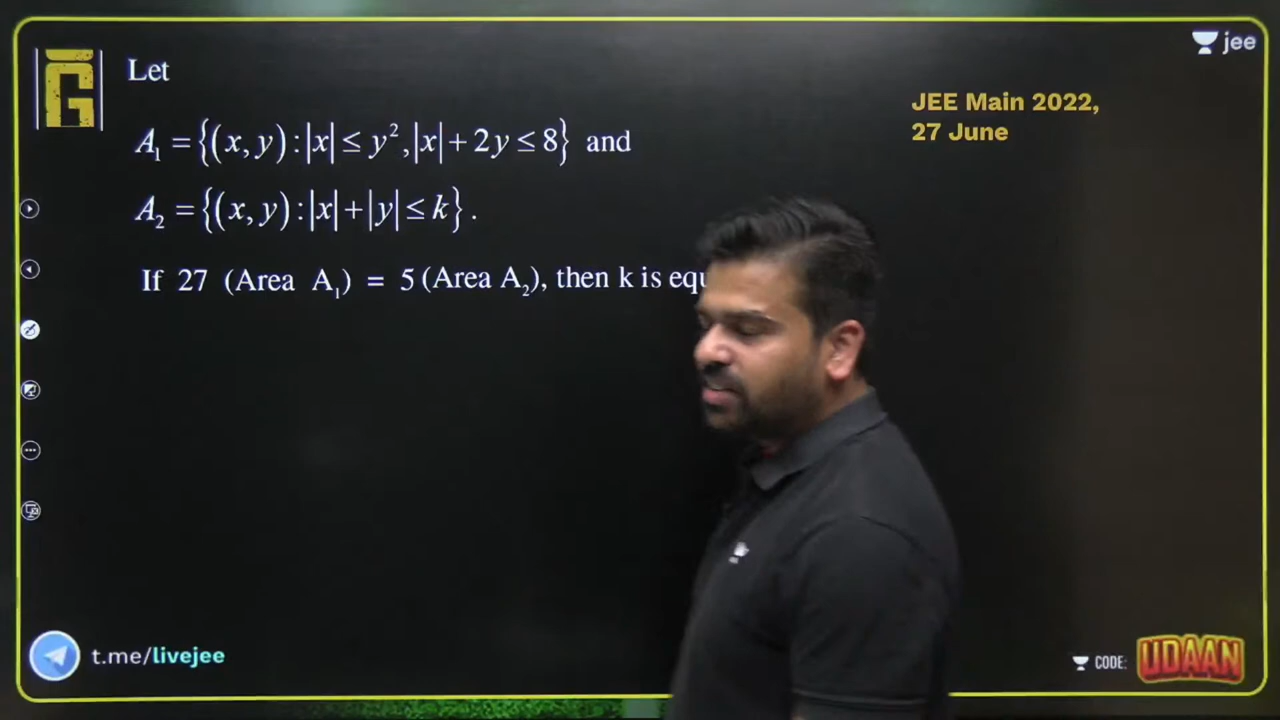 Let
A₁ = {(x, y) : |x| ≤ y², |x| + 2y ≤ 8} and
A₂ = {(x, y) : |x| + |y| ≤ k}.
If 27 (Area A₁) = 5 (Area A₂), then k is
JEE Main 2022,
27 June
jee
G
t.me/livejee
CODE: UDAAN